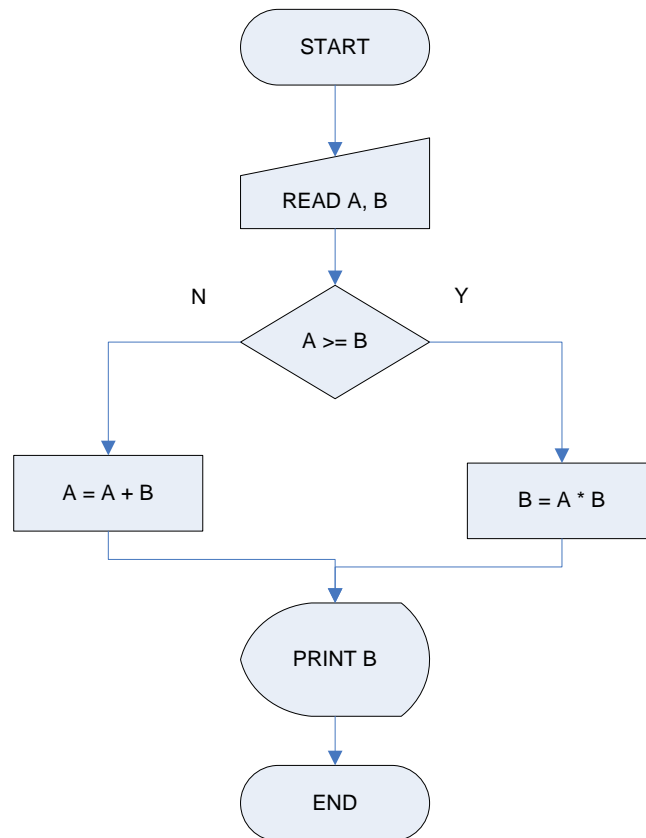 START
READ A, B
N
Y
A >= B
A = A + B
B = A * B
PRINT B
END